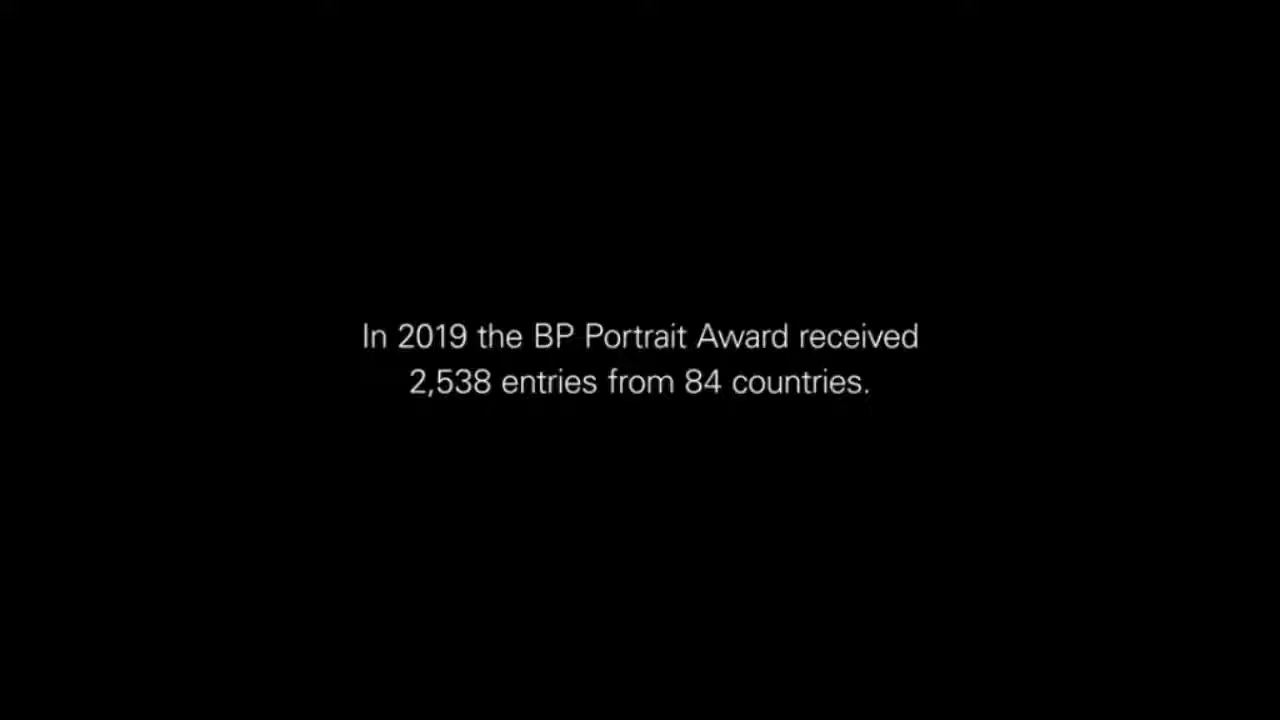 In 2019 the BP Portrait Award received
2,538 entries from 84 countries.